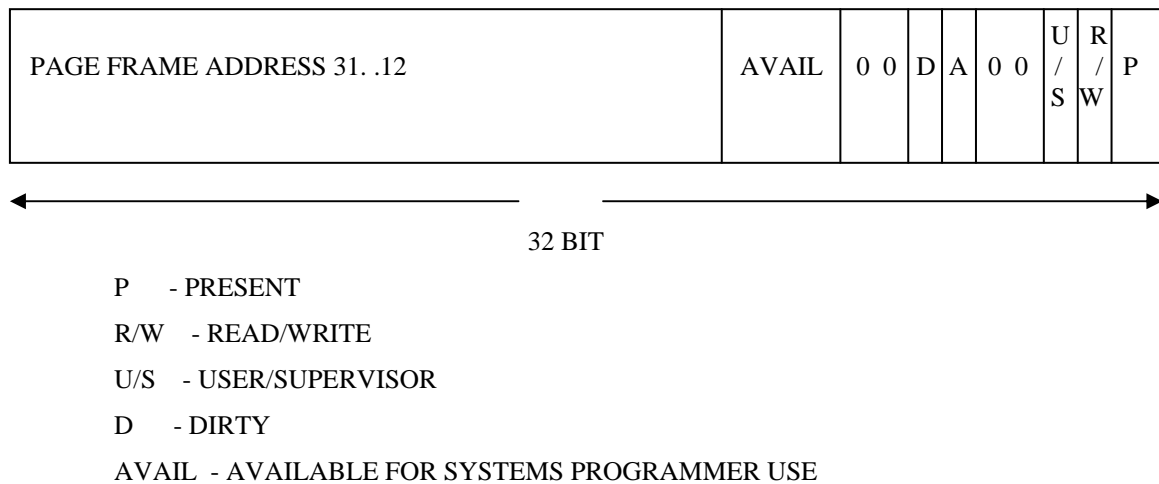 PAGE FRAME ADDRESS 31. .12 AVAIL 0 0 D A 0 0 U/S R/W P
32 BIT
P - PRESENT
R/W - READ/WRITE
U/S - USER/SUPERVISOR
D - DIRTY
AVAIL - AVAILABLE FOR SYSTEMS PROGRAMMER USE